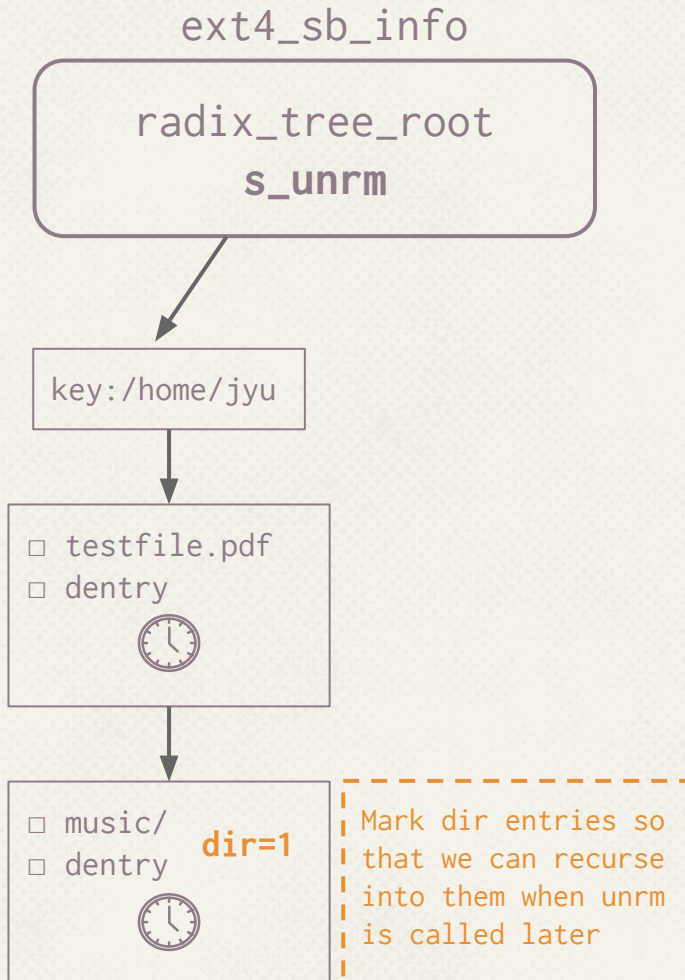 ext4_sb_info
radix_tree_root
s_unrm
key:/home/jyu
□ testfile.pdf
□ dentry
□ music/
□ dentry
dir=1
Mark dir entries so
that we can recurse
into them when unrm
is called later